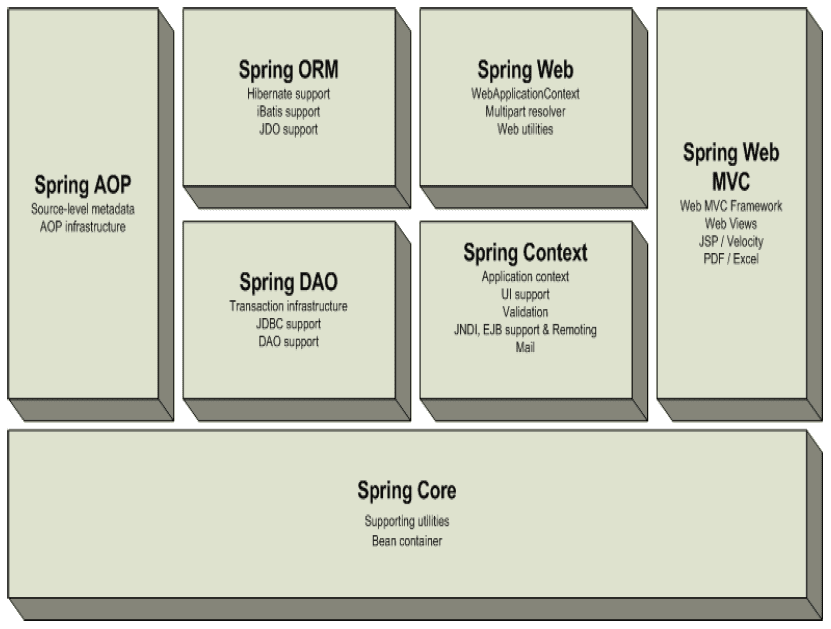 Spring AOP
Source-level metadata
AOP infrastructure
Spring ORM
Hibernate support
iBatis support
JDO support
Spring DAO
Transaction infrastructure
JDBC support
DAO support
Spring Web
WebApplicationContext
Multipart resolver
Web utilities
Spring Context
Application context
UI support
Validation
JNDI, EJB support & Remoting
Mail
Spring Web
MVC
Web MVC Framework
Web Views
JSP / Velocity
PDF / Excel
Spring Core
Supporting utilities
Bean container